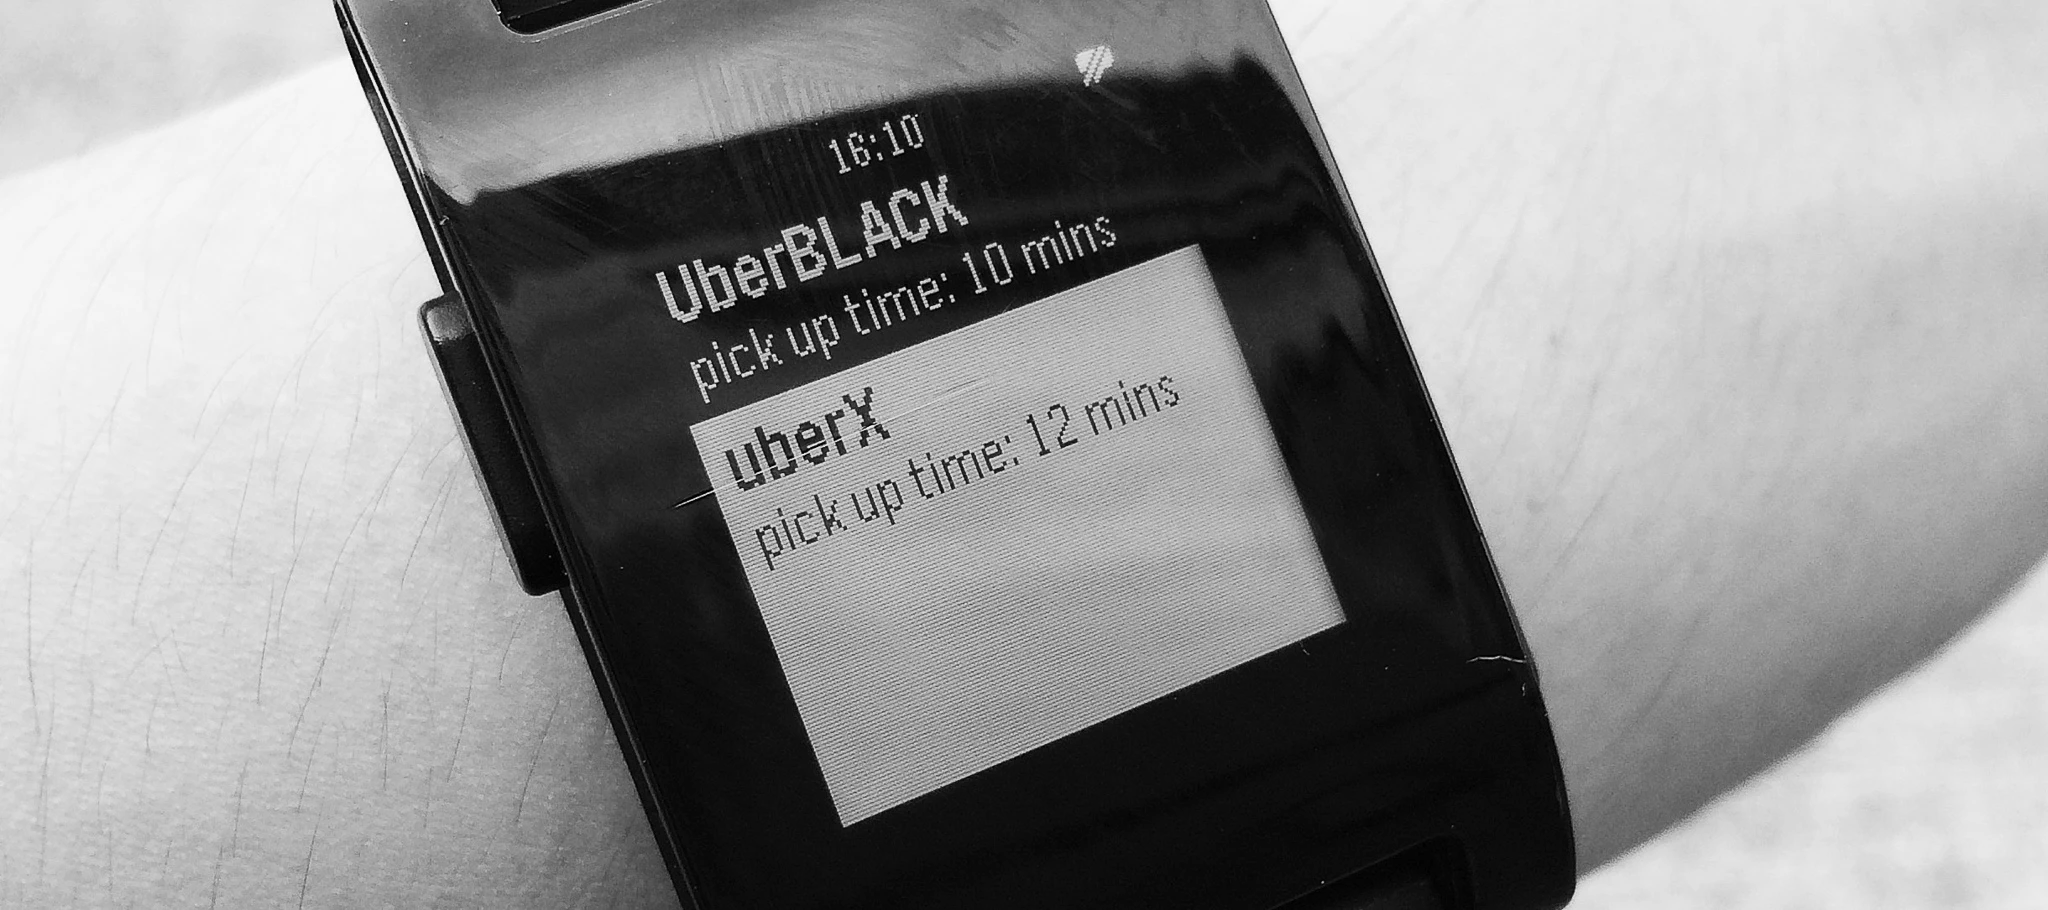 16:10
UberBLACK
pick up time: 10 mins
uberX
pick up time: 12 mins